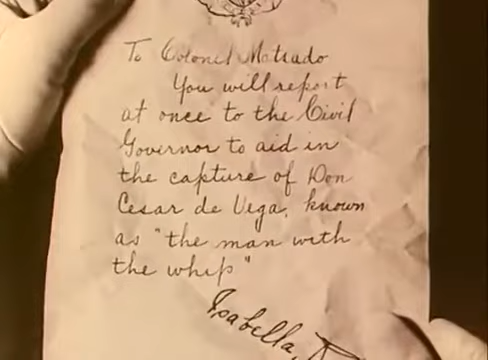 To Colonel Matsado
You will report
at once to the Civil
Governor to aid in
the capture of Don
Cesar de Vega, known
as "the man with
the whip"
Isabella,